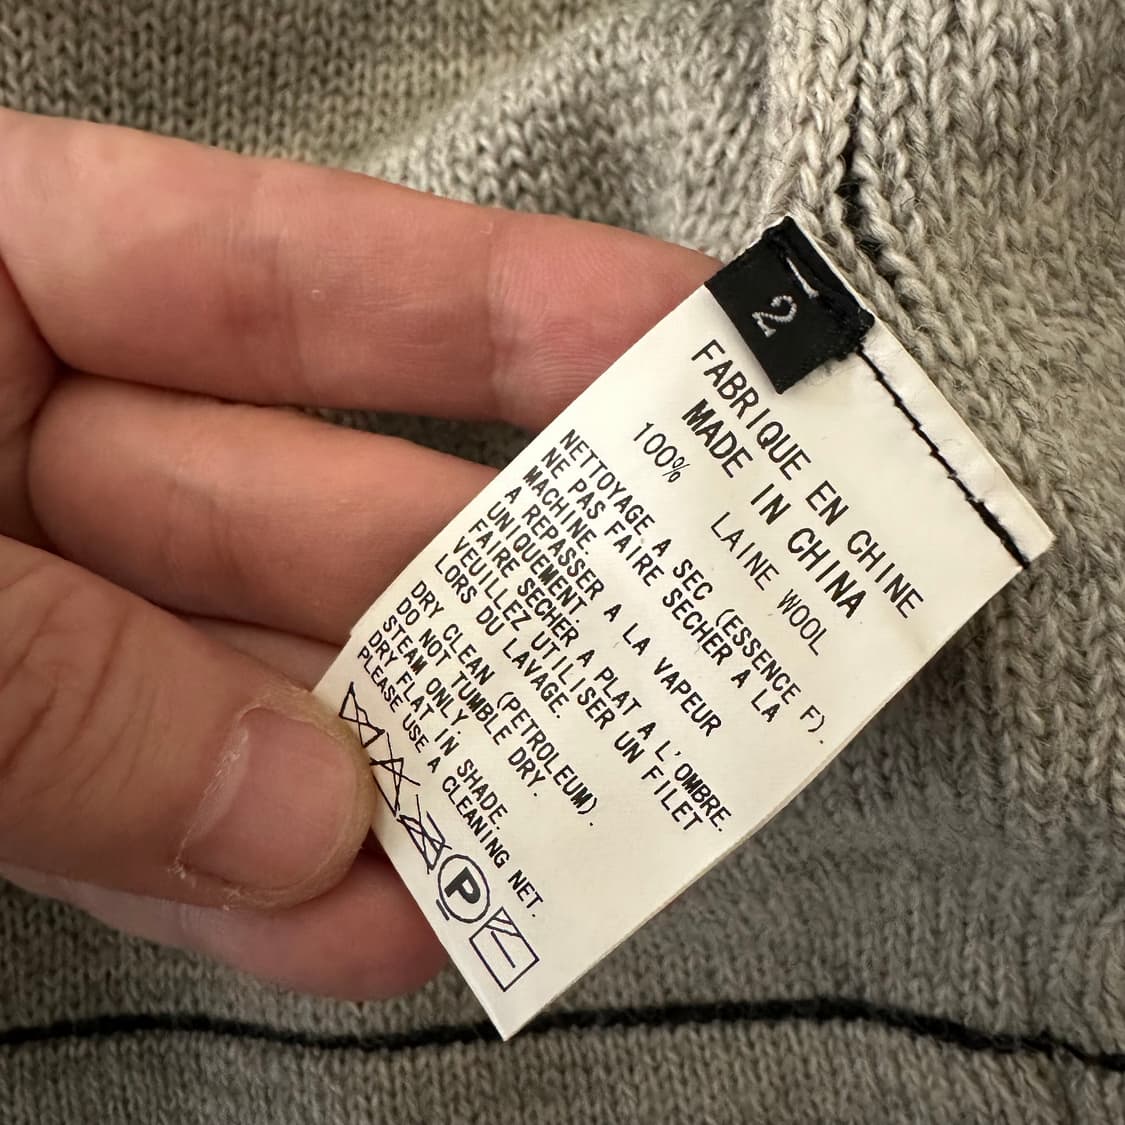 2
FABRIQUE EN CHINE
MADE IN CHINA
100% LAINE WOOL
NETTOYAGE A SEC (ESSENCE F).
NE PAS FAIRE SECHER A LA
MACHINE.
A REPASSER A LA VAPEUR
UNIQUEMENT.
FAIRE SECHER A PLAT A L'OMBRE.
VEUILLEZ UTILISER UN FILET
LORS DU LAVAGE.
DRY CLEAN (PETROLEUM).
DO NOT TUMBLE DRY.
STEAM ONLY.
DRY FLAT IN SHADE.
PLEASE USE A CLEANING NET.
P